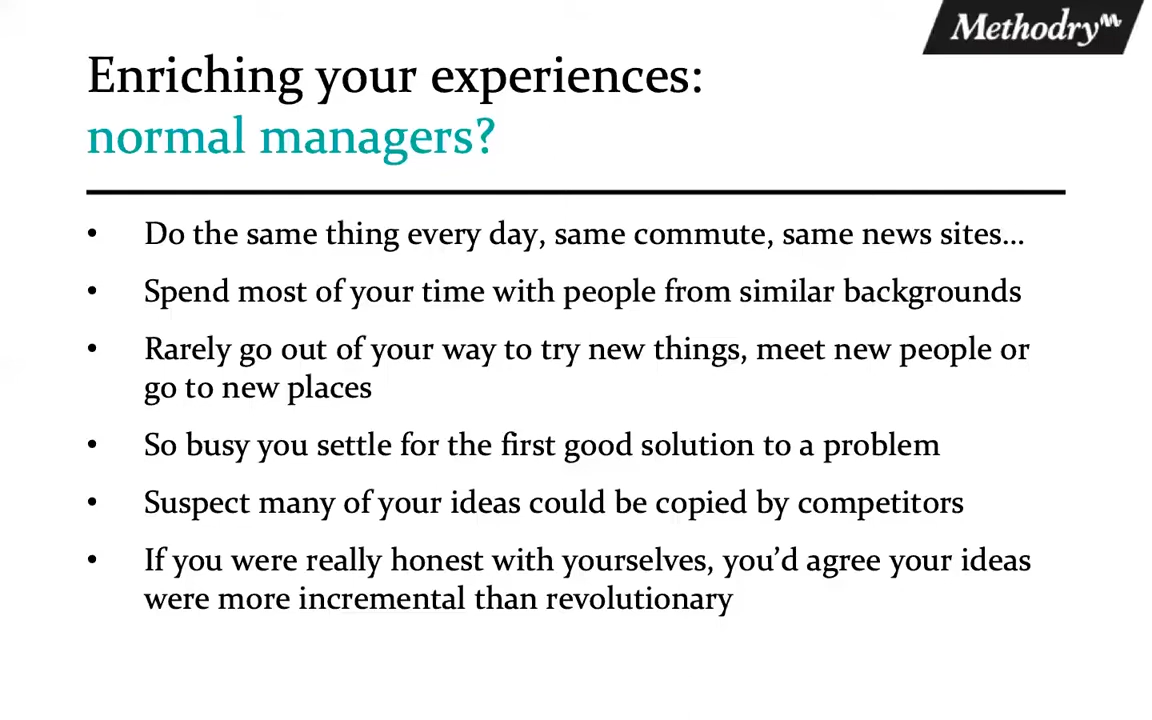 Methodry
Enriching your experiences:
normal managers?
• Do the same thing every day, same commute, same news sites...
• Spend most of your time with people from similar backgrounds
• Rarely go out of your way to try new things, meet new people or
go to new places
• So busy you settle for the first good solution to a problem
• Suspect many of your ideas could be copied by competitors
• If you were really honest with yourselves, you’d agree your ideas
were more incremental than revolutionary